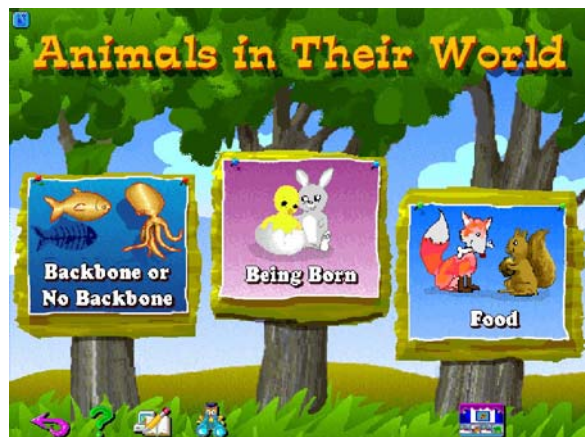 Animals in Their World
Backbone or
No Backbone
Being Born
Food
?